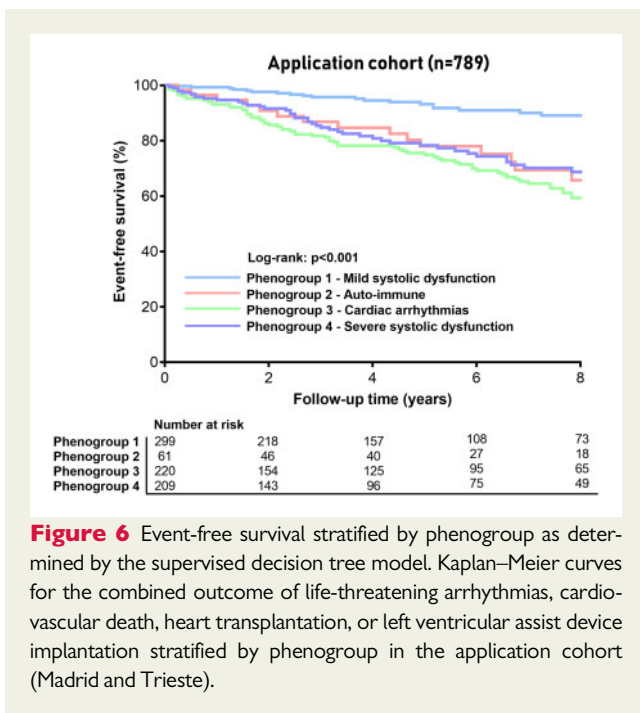 Application cohort (n=789)
Event-free survival (%)
100
80
60
40
20
0
Log-rank: p<0.001
Phenogroup 1 - Mild systolic dysfunction
Phenogroup 2 - Auto-immune
Phenogroup 3 - Cardiac arrhythmias
Phenogroup 4 - Severe systolic dysfunction
0 2 4 6 8
Follow-up time (years)
Number at risk
Phenogroup 1 299 218 157 108 73
Phenogroup 2 61 46 40 27 18
Phenogroup 3 220 154 125 95 65
Phenogroup 4 209 143 96 75 49
Figure 6 Event-free survival stratified by phenogroup as deter-
mined by the supervised decision tree model. Kaplan–Meier curves
for the combined outcome of life-threatening arrhythmias, cardio-
vascular death, heart transplantation, or left ventricular assist device
implantation stratified by phenogroup in the application cohort
(Madrid and Trieste).